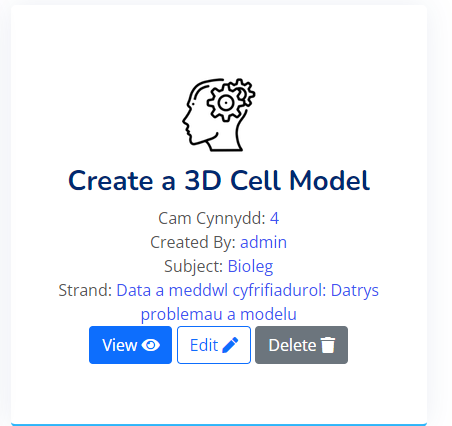 Create a 3D Cell Model
Cam Cynnydd: 4
Created By: admin
Subject: Bioleg
Strand: Data a meddwl cyfrifiadurol: Datrys
problemau a modelu
View Edit Delete